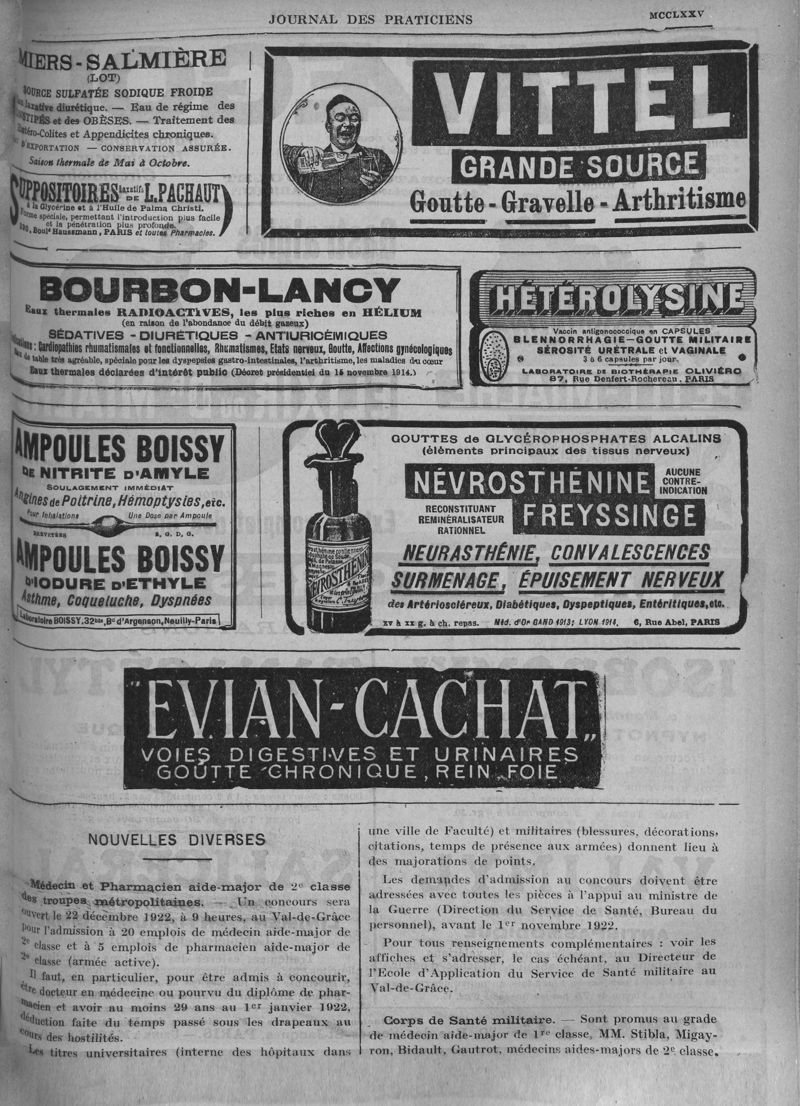 JOURNAL DES PRATICIENS
MCCLXXV
MIERS-SALMIÈRE
(LOT)
SOURCE SULFATÉE SODIQUE FROIDE
laxative diurétique. — Eau de régime des
et des OBÈSES. — Traitement des
Entéro-Colites et Appendicites chroniques.
D'EXPORTATION — CONSERVATION ASSURÉE.
Saison thermale de Mai à Octobre.
SUPPOSITOIRES laxatifs DE L. PACHAUT
à la Glycérine et à l'Huile de Palma Christi.
Forme spéciale, permettant l'introduction plus facile
et la pénétration plus profonde.
130, Boulᵈ Haussmann, PARIS et toutes Pharmacies.
VITTEL
GRANDE SOURCE
Goutte - Gravelle - Arthritisme
BOURBON-LANCY
Eaux thermales RADIOACTIVES, les plus riches en HÉLIUM
(en raison de l'abondance du débit gazeux)
SÉDATIVES - DIURÉTIQUES - ANTIURICÉMIQUES
: Cardiopathies rhumatismales et fonctionnelles, Rhumatismes, Etats nerveux, Goutte, Affections gynécologiques
de table très agréable, spéciale pour les dyspepsies gastro-intestinales, l'arthritisme, les maladies du cœur
Eaux thermales déclarées d'intérêt public (Décret présidentiel du 15 novembre 1914.)
HÉTÉROLYSINE
Vaccin antigonococcique en CAPSULES
BLENNORRHAGIE-GOUTTE MILITAIRE
SÉROSITÉ URÉTRALE et VAGINALE
3 à 6 capsules par jour.
LABORATOIRE DE BIOTHÉRAPIE OLIVIÉRO
87, Rue Denfert-Rochereau, PARIS
AMPOULES BOISSY
DE NITRITE D'AMYLE
SOULAGEMENT IMMÉDIAT
Angines de Poitrine, Hémoptysies, etc.
Pour Inhalations Une Dose par Ampoule
BREVETÉES S. G. D. G.
AMPOULES BOISSY
D'IODURE D'ETHYLE
Asthme, Coqueluche, Dyspnées
Laboratoire BOISSY, 32bis, Bᵈ d'Argenson, Neuilly-Paris
GOUTTES de GLYCÉROPHOSPHATES ALCALINS
(éléments principaux des tissus nerveux)
NÉVROSTHÉNINE
AUCUNE
CONTRE-
INDICATION
RECONSTITUANT
REMINÉRALISATEUR
RATIONNEL
FREYSSINGE
NEURASTHÉNIE, CONVALESCENCES
SURMENAGE, ÉPUISEMENT NERVEUX
des Artérioscléreux, Diabétiques, Dyspeptiques, Entéritiques, etc.
xv à xx g. à ch. repas. Méd. d'Or GAND 1913; LYON 1914. 6, Rue Abel, PARIS
"EVIAN-CACHAT"
VOIES DIGESTIVES ET URINAIRES
GOUTTE CHRONIQUE, REIN, FOIE
NOUVELLES DIVERSES
Médecin et Pharmacien aide-major de 2e classe
des troupes métropolitaines. — Un concours sera
ouvert le 22 décembre 1922, à 9 heures, au Val-de-Grâce
pour l'admission à 20 emplois de médecin aide-major de
2e classe et à 5 emplois de pharmacien aide-major de
2e classe (armée active).
Il faut, en particulier, pour être admis à concourir,
être docteur en médecine ou pourvu du diplôme de phar-
macien et avoir au moins 29 ans au 1er janvier 1922,
déduction faite du temps passé sous les drapeaux au
cours des hostilités.
Les titres universitaires (interne des hôpitaux dans
une ville de Faculté) et militaires (blessures, décorations,
citations, temps de présence aux armées) donnent lieu à
des majorations de points.
Les demandes d'admission au concours doivent être
adressées avec toutes les pièces à l'appui au ministre de
la Guerre (Direction du Service de Santé, Bureau du
personnel), avant le 1er novembre 1922.
Pour tous renseignements complémentaires : voir les
affiches et s'adresser, le cas échéant, au Directeur de
l'Ecole d'Application du Service de Santé militaire au
Val-de-Grâce.
Corps de Santé militaire. — Sont promus au grade
de médecin aide-major de 1re classe, MM. Stibla, Migay-
ron, Bidault, Gautrot, médecins aides-majors de 2e classe.